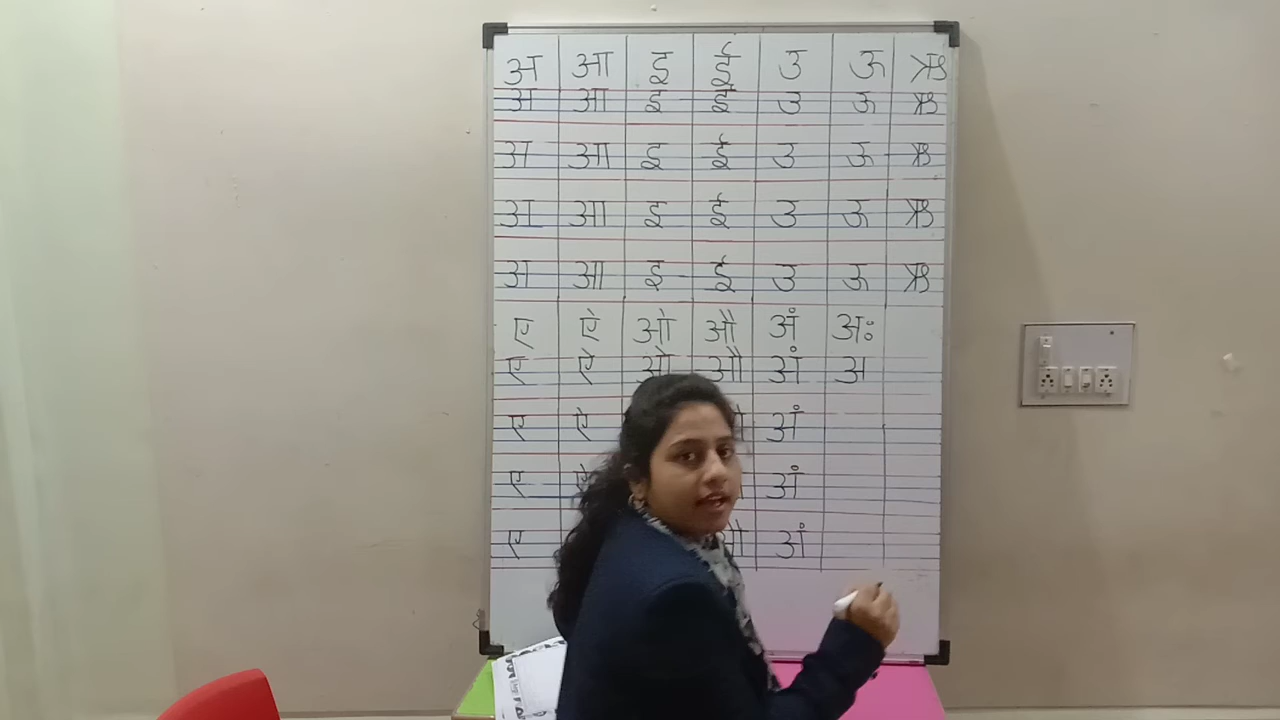 अ आ इ ई उ ऊ ऋ
अ आ इ ई उ ऊ ऋ
अ आ इ ई उ ऊ ऋ
अ आ इ ई उ ऊ ऋ
अ आ इ ई उ ऊ ऋ
ए ऐ ओ औ अं अः
ए ऐ ओ औ अं अ
ए ऐ अं
ए अं
ए अं